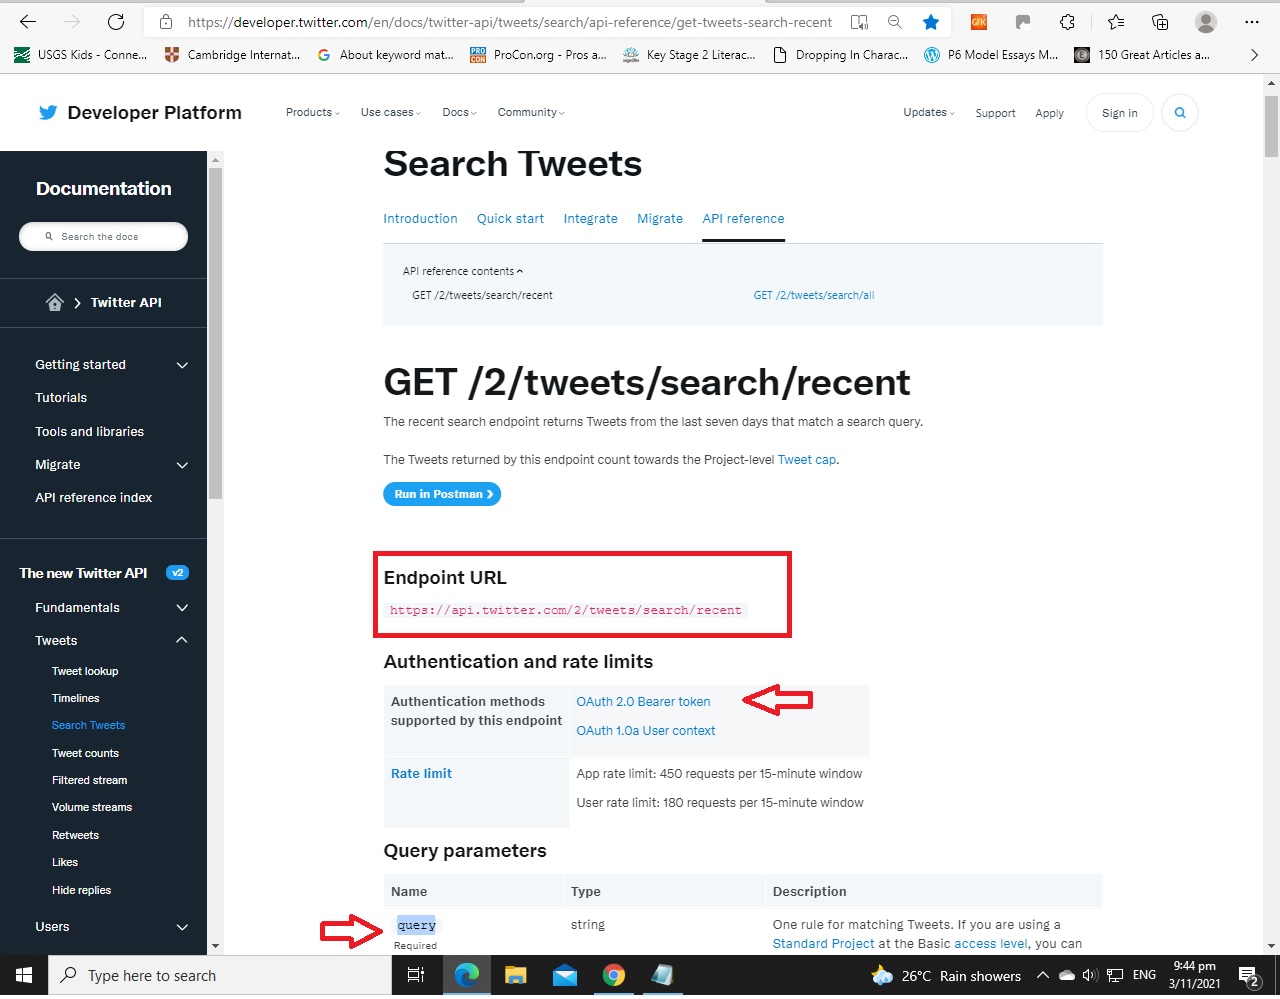 https://developer.twitter.com/en/docs/twitter-api/tweets/search/api-reference/get-tweets-search-recent
USGS Kids - Conne... Cambridge Internat... About keyword mat... ProCon.org - Pros a... Key Stage 2 Literac... Dropping In Charac... P6 Model Essays M... 150 Great Articles a...
Developer Platform Products Use cases Docs Community Updates Support Apply Sign in
Documentation
Search the docs
Twitter API
Getting started
Tutorials
Tools and libraries
Migrate
API reference index
The new Twitter API v2
Fundamentals
Tweets
Tweet lookup
Timelines
Search Tweets
Tweet counts
Filtered stream
Volume streams
Retweets
Likes
Hide replies
Users
Search Tweets
Introduction Quick start Integrate Migrate API reference
API reference contents
GET /2/tweets/search/recent GET /2/tweets/search/all
GET /2/tweets/search/recent
The recent search endpoint returns Tweets from the last seven days that match a search query.
The Tweets returned by this endpoint count towards the Project-level Tweet cap.
Run in Postman
Endpoint URL
https://api.twitter.com/2/tweets/search/recent
Authentication and rate limits
Authentication methods OAuth 2.0 Bearer token
supported by this endpoint OAuth 1.0a User context
Rate limit App rate limit: 450 requests per 15-minute window
User rate limit: 180 requests per 15-minute window
Query parameters
Name Type Description
query string One rule for matching Tweets. If you are using a
Required Standard Project at the Basic access level, you can
Type here to search 26°C Rain showers ENG 9:44 pm
3/11/2021 2